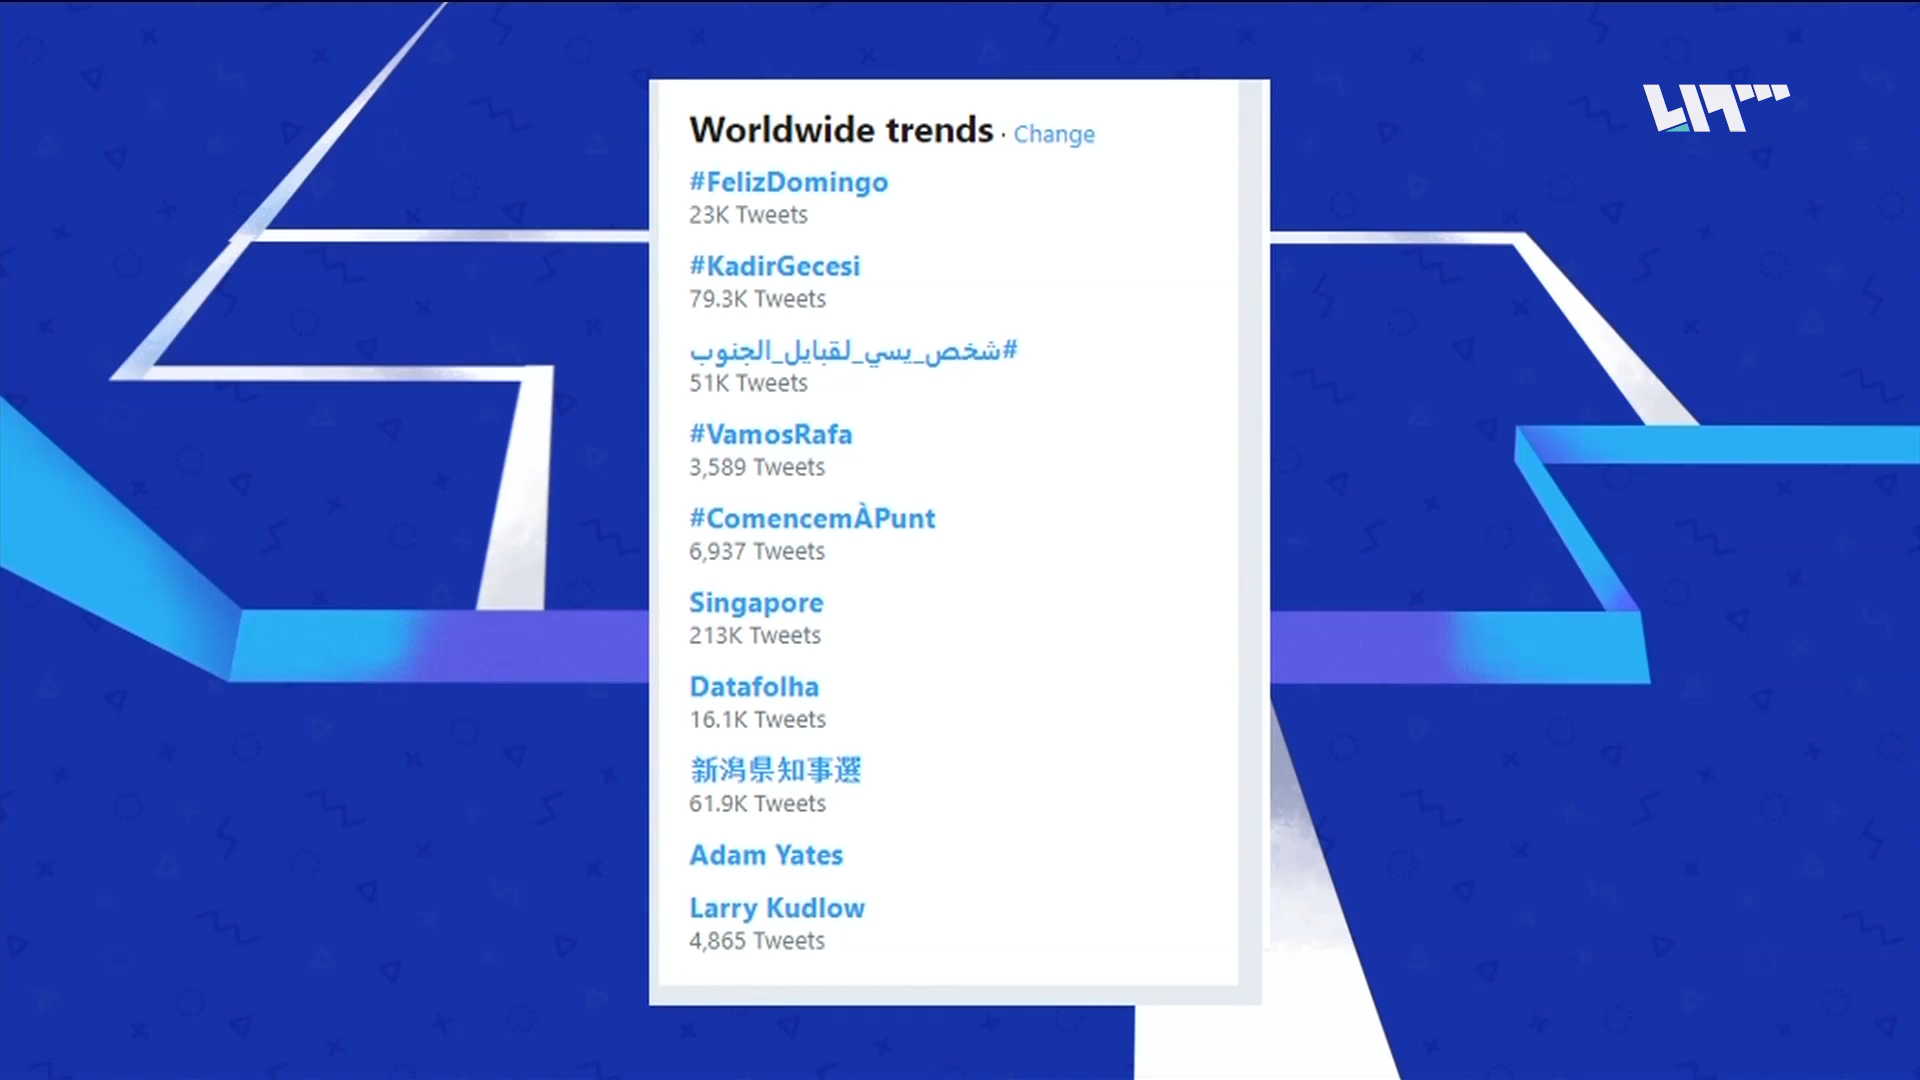 Worldwide trends · Change
#FelizDomingo
23K Tweets
#KadirGecesi
79.3K Tweets
#شخص_يسي_لقبايل_الجنوب
51K Tweets
#VamosRafa
3,589 Tweets
#ComencemÀPunt
6,937 Tweets
Singapore
213K Tweets
Datafolha
16.1K Tweets
新潟県知事選
61.9K Tweets
Adam Yates
Larry Kudlow
4,865 Tweets